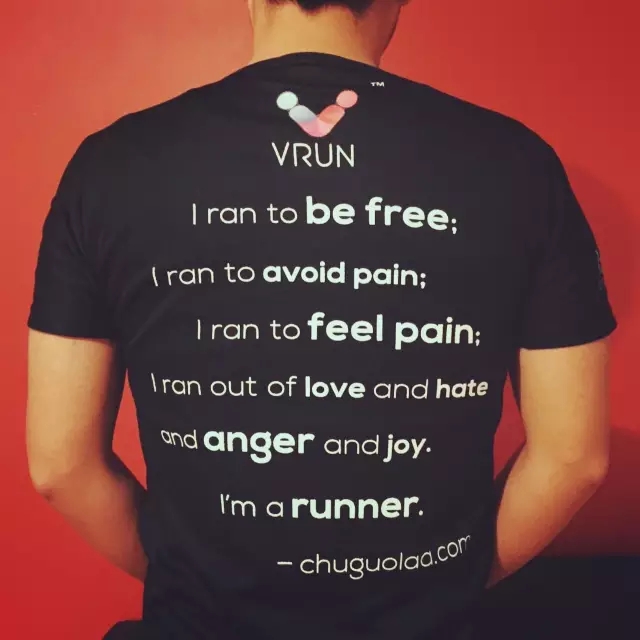 TM
VRUN
I ran to be free;
I ran to avoid pain;
I ran to feel pain;
I ran out of love and hate
and anger and joy.
I'm a runner.
– chuguolaa.com